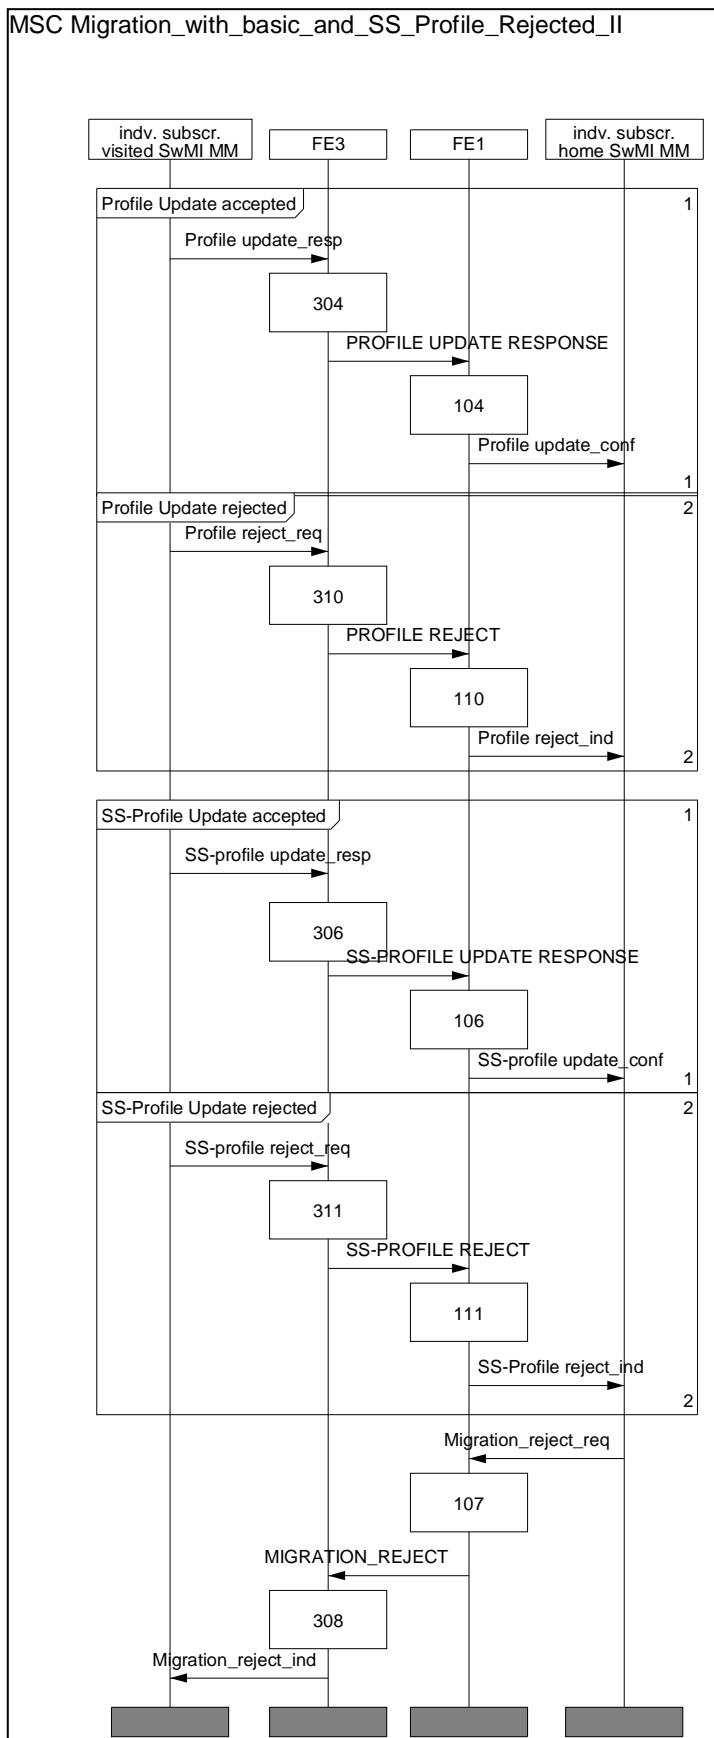 MSC Migration_with_basic_and_SS_Profile_Rejected_II
indv. subscr.
visited SwMI MM
FE3
FE1
indv. subscr.
home SwMI MM
Profile Update accepted
1
Profile update_resp
304
PROFILE UPDATE RESPONSE
104
Profile update_conf
1
Profile Update rejected
2
Profile reject_req
310
PROFILE REJECT
110
Profile reject_ind
2
SS-Profile Update accepted
1
SS-profile update_resp
306
SS-PROFILE UPDATE RESPONSE
106
SS-profile update_conf
1
SS-Profile Update rejected
2
SS-profile reject_req
311
SS-PROFILE REJECT
111
SS-Profile reject_ind
2
Migration_reject_req
107
MIGRATION_REJECT
308
Migration_reject_ind